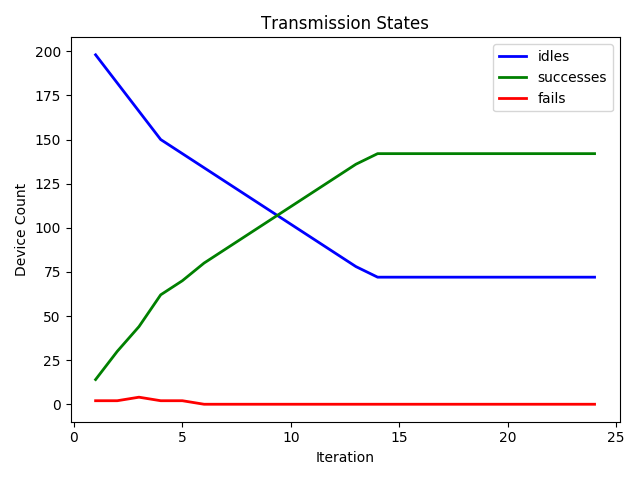 Transmission States
200
175
150
125
100
75
50
25
0
Device Count
idles
successes
fails
0 5 10 15 20 25
Iteration